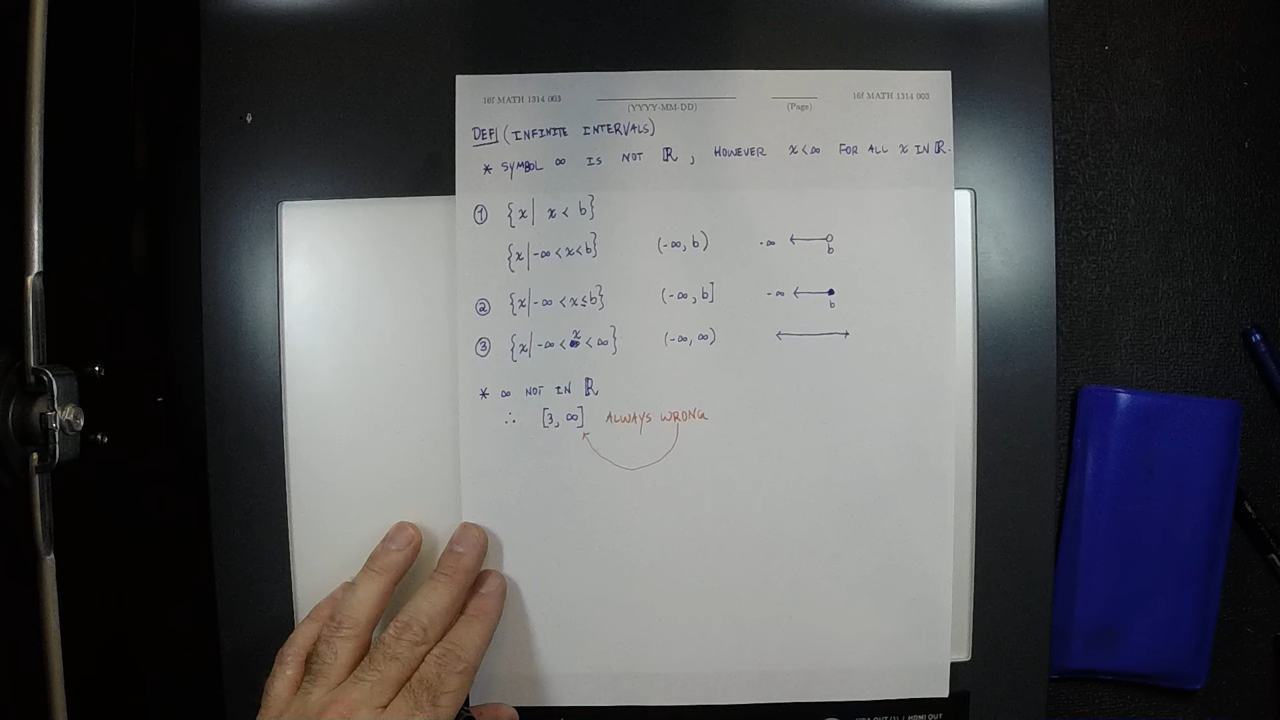 16f MATH 1314 003 (YYYY-MM-DD) (Page) 16f MATH 1314 003
DEF (INFINITE INTERVALS)
* SYMBOL ∞ IS NOT ℝ, HOWEVER x<∞ FOR ALL x IN ℝ.
① {x| x < b}
{x|-∞ < x < b} (-∞, b) -∞ b
② {x|-∞ < x ≤ b} (-∞, b] -∞ b
③ {x|-∞ < x < ∞} (-∞, ∞)
* ∞ NOT IN ℝ
∴ [3, ∞] ALWAYS WRONG